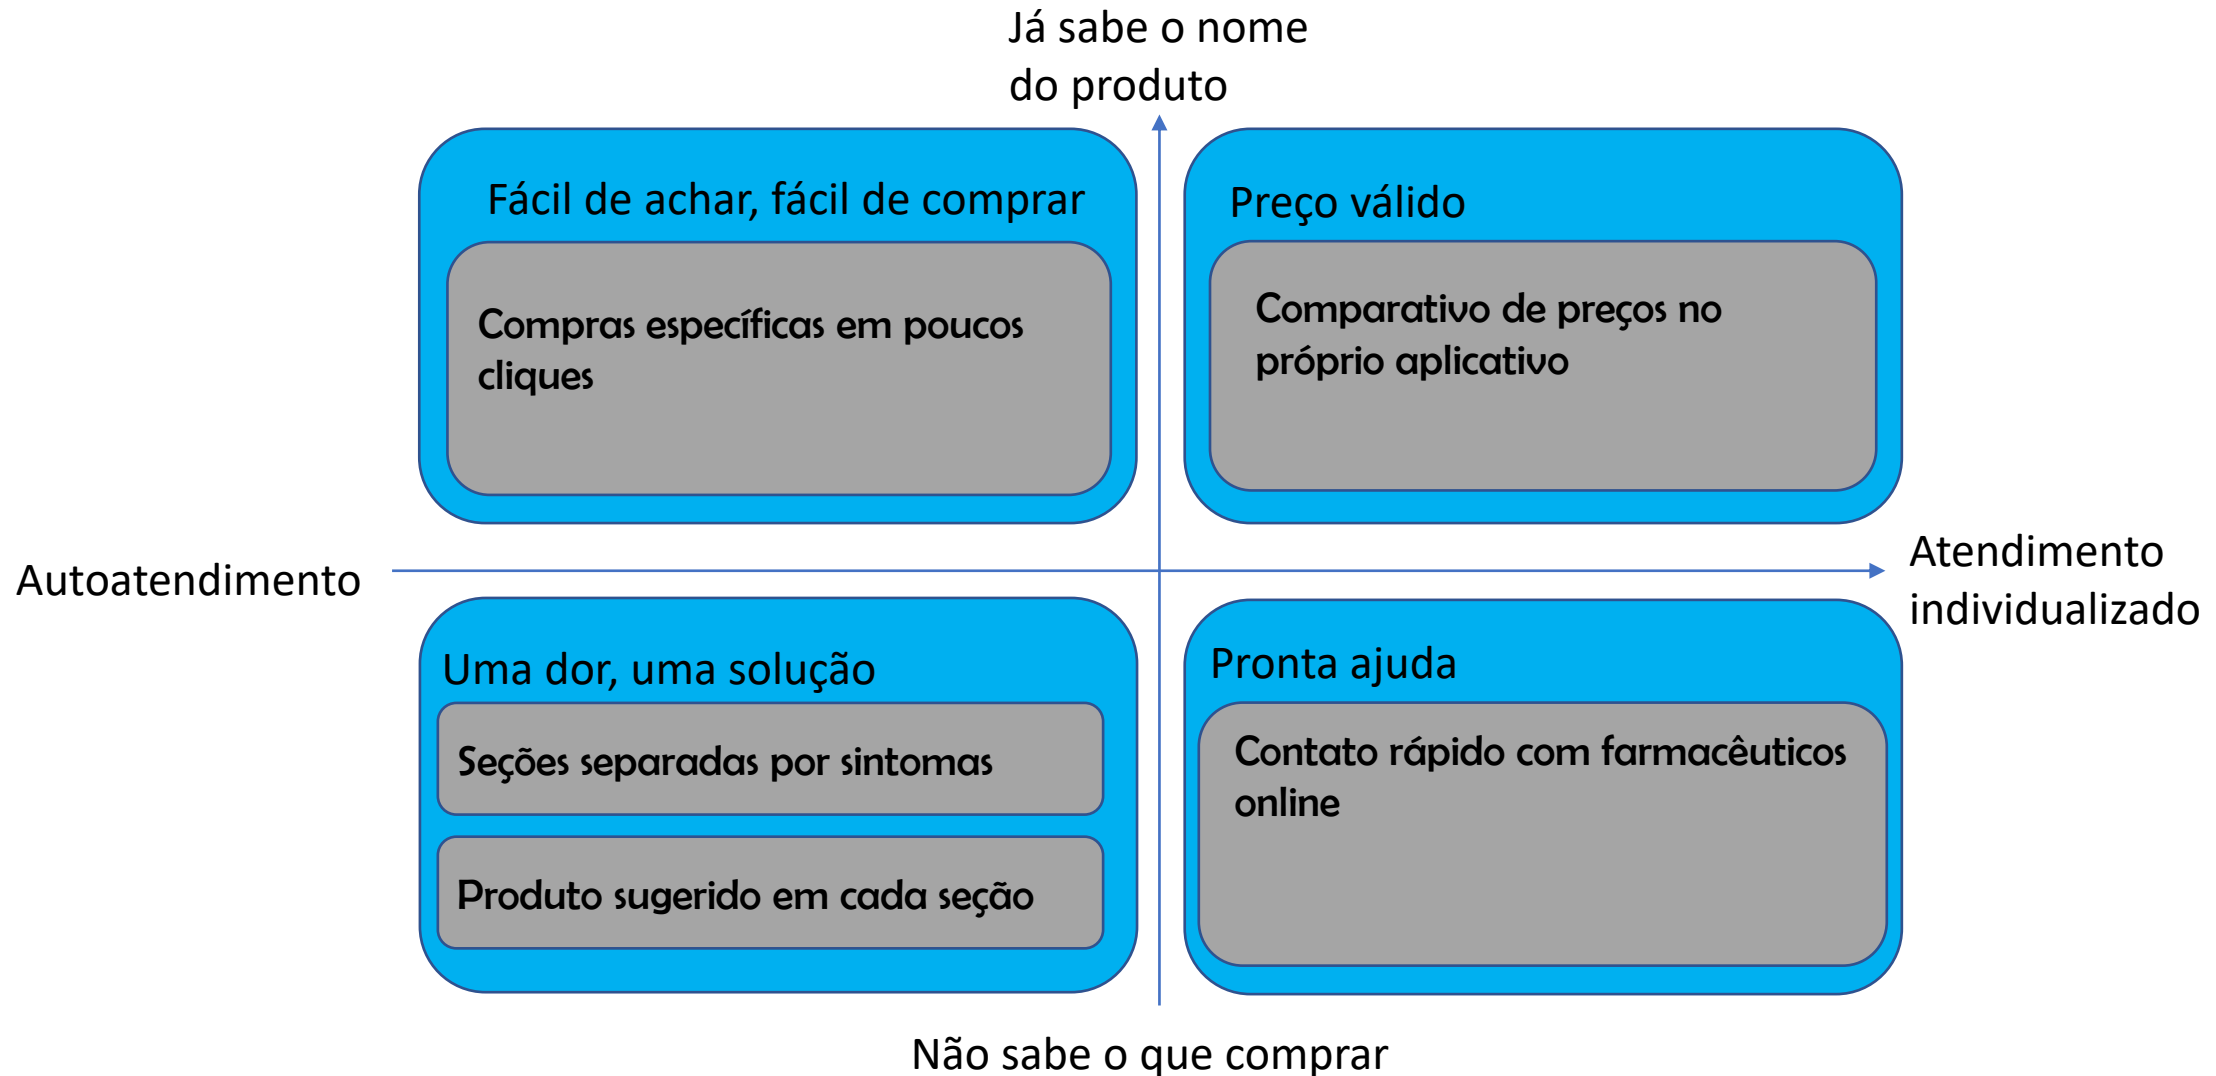 Já sabe o nome
do produto
Fácil de achar, fácil de comprar
Compras específicas em poucos
cliques
Preço válido
Comparativo de preços no
próprio aplicativo
Autoatendimento
Atendimento
individualizado
Uma dor, uma solução
Seções separadas por sintomas
Produto sugerido em cada seção
Pronta ajuda
Contato rápido com farmacêuticos
online
Não sabe o que comprar